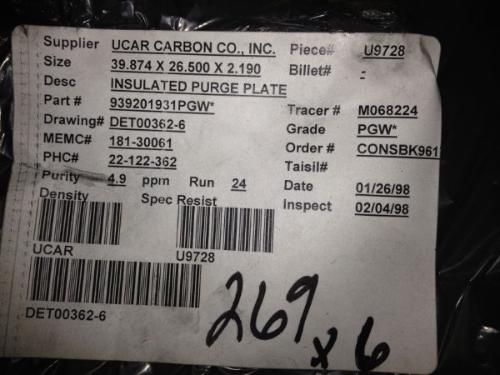 Supplier UCAR CARBON CO., INC. Piece# U9728
Size 39.874 X 26.500 X 2.190 Billet# -
Desc INSULATED PURGE PLATE
Part # 939201931PGW* Tracer # M068224
Drawing# DET00362-6 Grade PGW*
MEMC# 181-30061 Order # CONSBK961
PHC# 22-122-362 Taisil#
Purity 4.9 ppm Run 24 Date 01/26/98
Density Spec Resist Inspect 02/04/98
UCAR U9728
DET00362-6
269 x 6